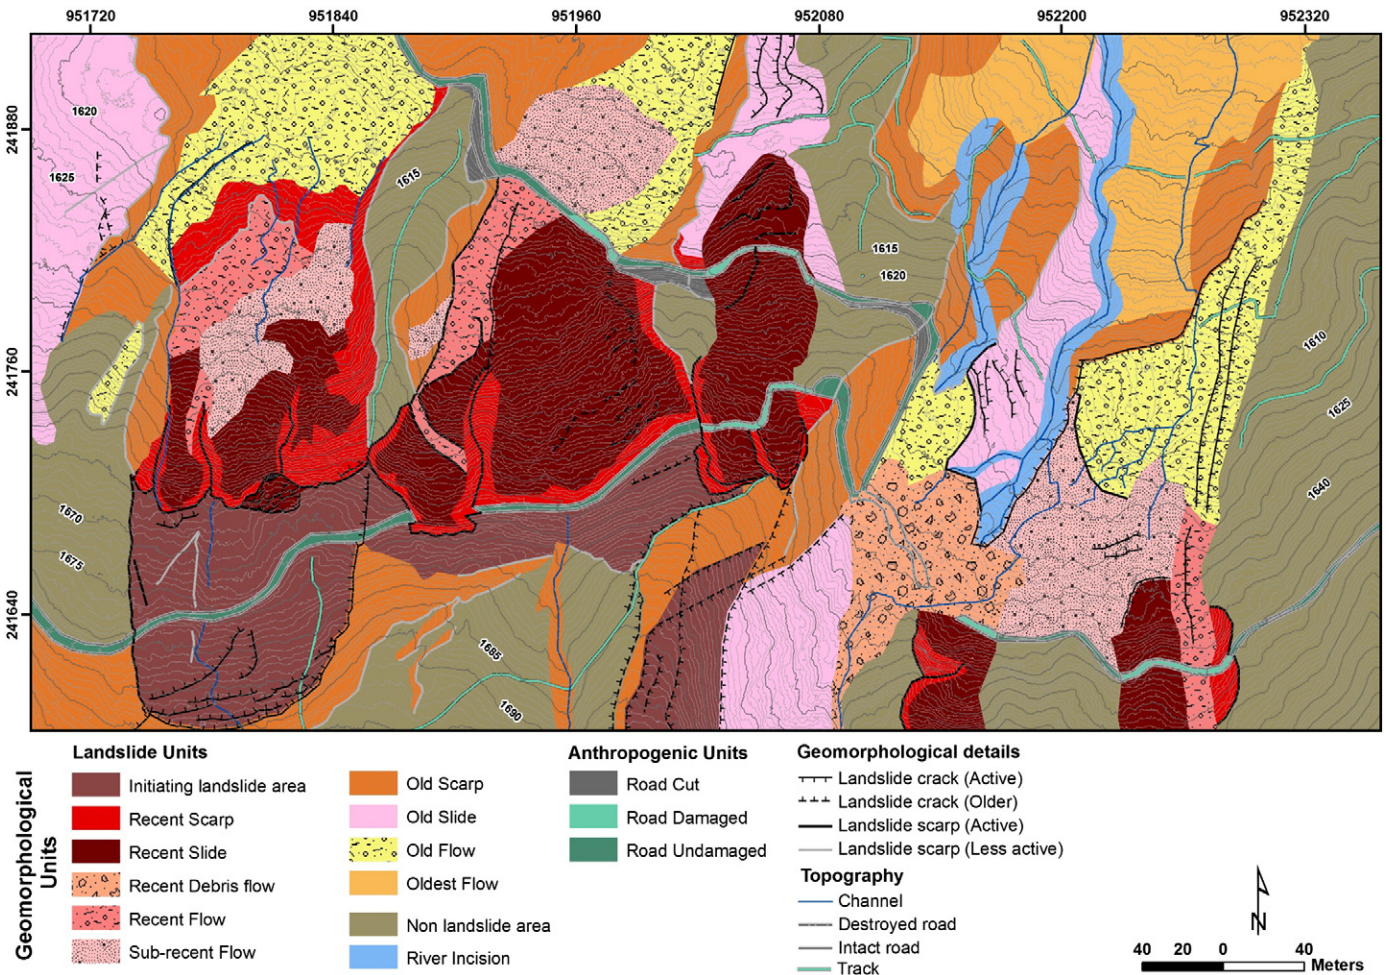 951720 951840 951960 952080 952200 952320
241880
241760
241640
1620
1625
1615
1615
1620
1610
1625
1640
1670
1675
1685
1690
Geomorphological Units
Landslide Units
Initiating landslide area
Recent Scarp
Recent Slide
Recent Debris flow
Recent Flow
Sub-recent Flow
Old Scarp
Old Slide
Old Flow
Oldest Flow
Non landslide area
River Incision
Anthropogenic Units
Road Cut
Road Damaged
Road Undamaged
Geomorphological details
Landslide crack (Active)
Landslide crack (Older)
Landslide scarp (Active)
Landslide scarp (Less active)
Topography
Channel
Destroyed road
Intact road
Track
N
40 20 0 40
Meters